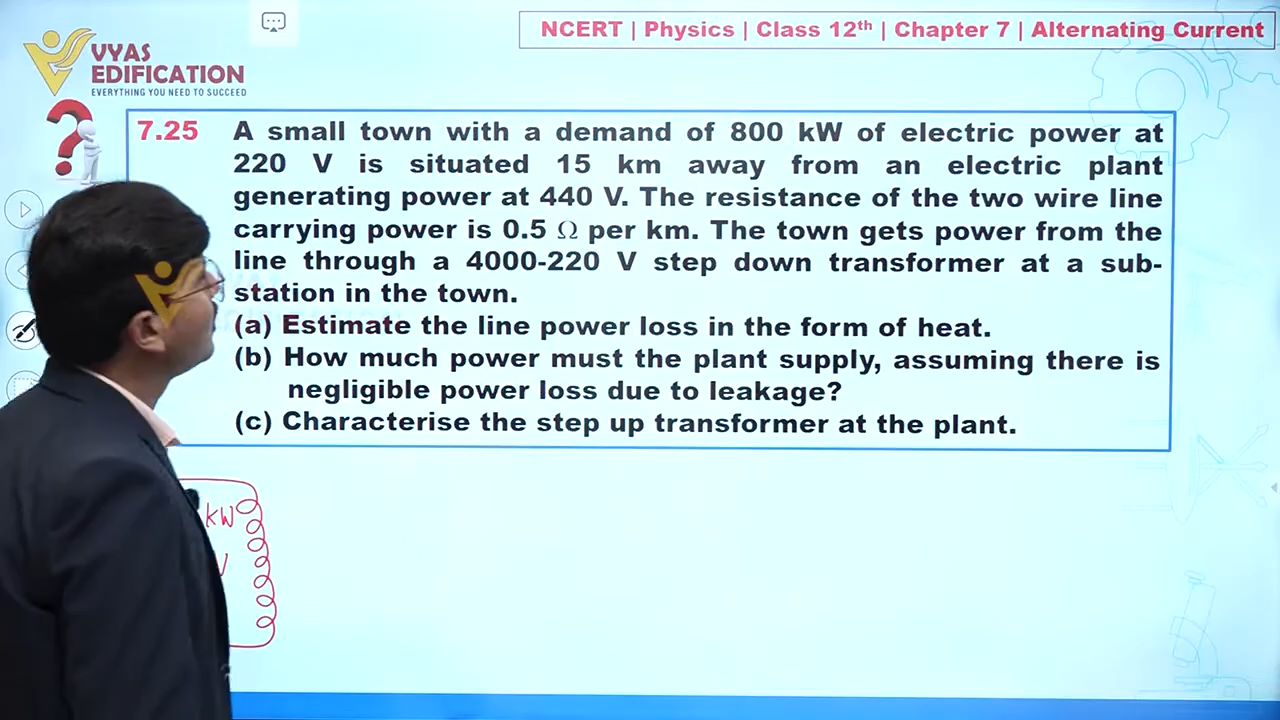 NCERT | Physics | Class 12th | Chapter 7 | Alternating Current
VYAS
EDIFICATION
EVERYTHING YOU NEED TO SUCCEED
7.25 A small town with a demand of 800 kW of electric power at
220 V is situated 15 km away from an electric plant
generating power at 440 V. The resistance of the two wire line
carrying power is 0.5 Ω per km. The town gets power from the
line through a 4000-220 V step down transformer at a sub-
station in the town.
(a) Estimate the line power loss in the form of heat.
(b) How much power must the plant supply, assuming there is
negligible power loss due to leakage?
(c) Characterise the step up transformer at the plant.
kW
V